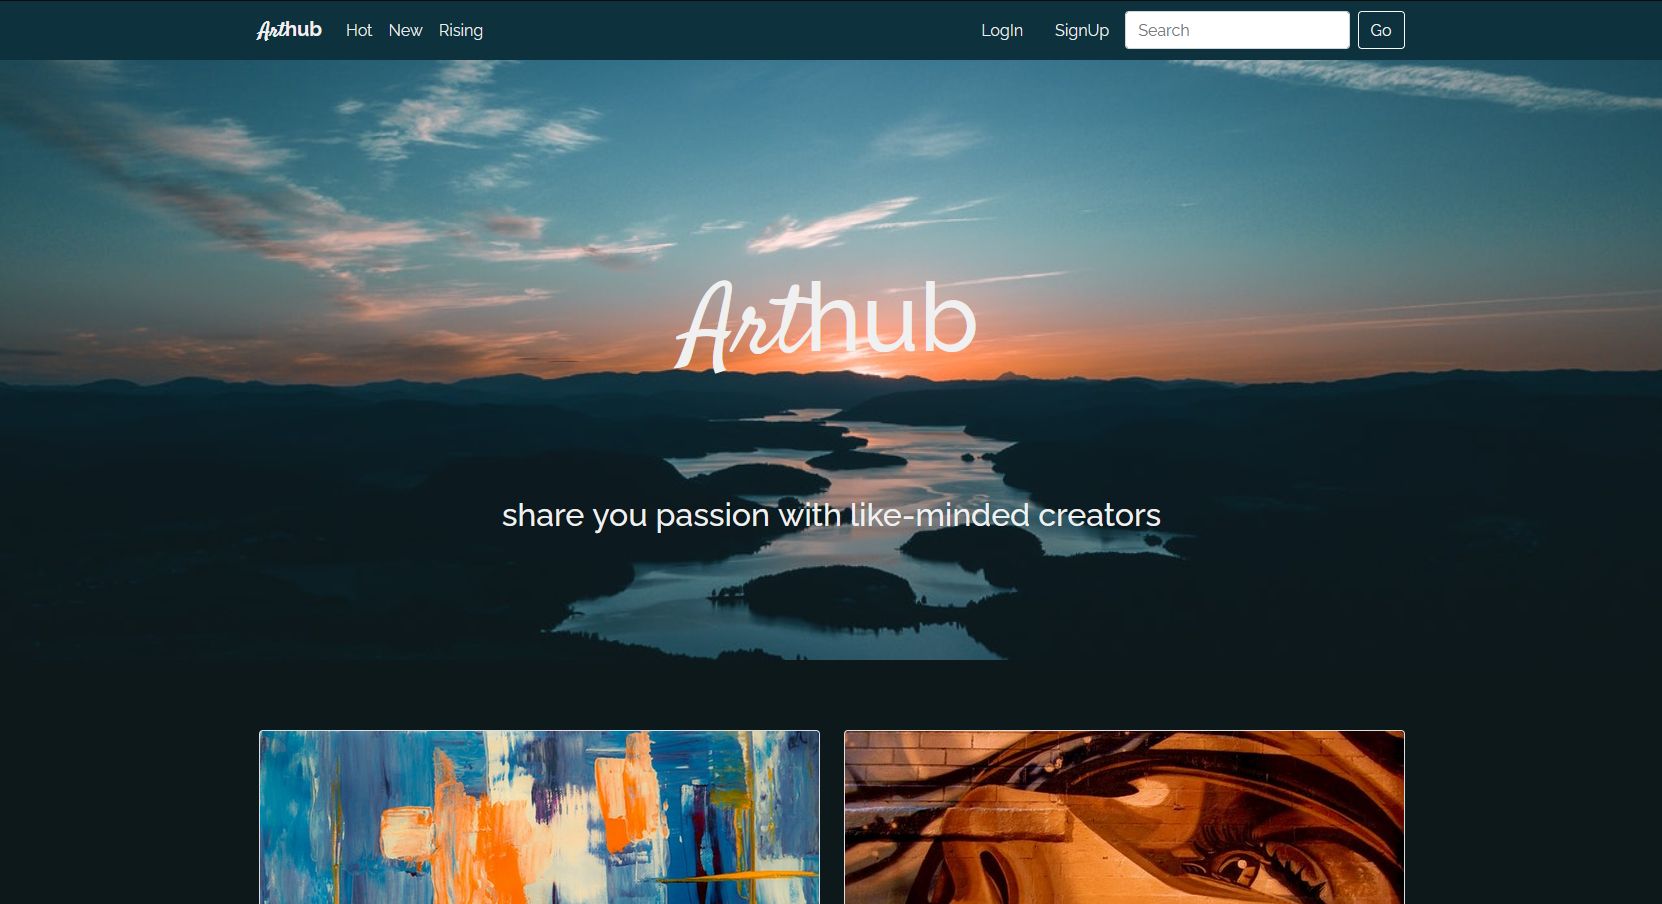 Arthub Hot New Rising LogIn SignUp Search Go
Arthub
share you passion with like-minded creators